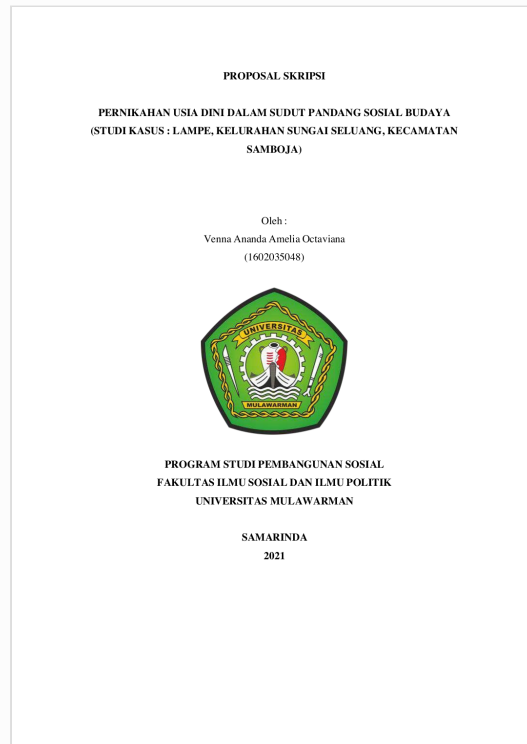 PROPOSAL SKRIPSI
PERNIKAHAN USIA DINI DALAM SUDUT PANDANG SOSIAL BUDAYA
(STUDI KASUS : LAMPE, KELURAHAN SUNGAI SELUANG, KECAMATAN
SAMBOJA)
Oleh :
Venna Ananda Amelia Octaviana
(1602035048)
UNIVERSITAS
MULAWARMAN
PROGRAM STUDI PEMBANGUNAN SOSIAL
FAKULTAS ILMU SOSIAL DAN ILMU POLITIK
UNIVERSITAS MULAWARMAN
SAMARINDA
2021